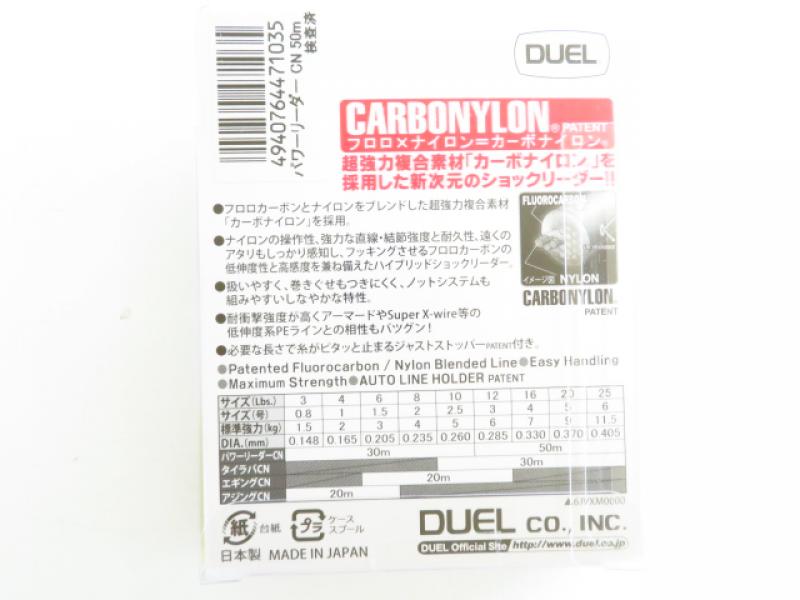 4940764471035
パワーリーダー CN 50m
検査済
DUEL
CARBONYLON® PATENT
フロロ×ナイロン=カーボナイロン®
超強力複合素材「カーボナイロン」を
採用した新次元のショックリーダー!!
●フロロカーボンとナイロンをブレンドした超強力複合素材
「カーボナイロン」を採用。
●ナイロンの操作性、強力な直線・結節強度と耐久性、遠くの
アタリもしっかり感知し、フッキングさせるフロロカーボンの
低伸度性と高感度を兼ね備えたハイブリッドショックリーダー。
●扱いやすく、巻きぐせもつきにくく、ノットシステムも
組みやすいしなやかな特性。
●耐衝撃強度が高くアーマードやSuper X-wire等の
低伸度系PEラインとの相性もバツグン!
●必要な長さで糸がピタッと止まるジャストストッパーPATENT付き。
FLUOROCARBON
イメージ図 NYLON
CARBONYLON®
PATENT
●Patented Fluorocarbon / Nylon Blended Line●Easy Handling
●Maximum Strength●AUTO LINE HOLDER PATENT
サイズ(Lbs.) 3 4 6 8 10 12 16 20 25
サイズ(号) 0.8 1 1.5 2 2.5 3 4 5 6
標準強力(kg) 1.5 2 3 4 5 6 7 9 11.5
DIA.(mm) 0.148 0.165 0.205 0.235 0.260 0.285 0.330 0.370 0.405
パワーリーダーCN 30m 50m
タイラバCN 30m
エギングCN 20m
アジングCN 20m
紙 台紙
プラ ケース
スプール
DUEL CO., INC.
日本製 MADE IN JAPAN
DUEL Official Site http://www.duel.co.jp